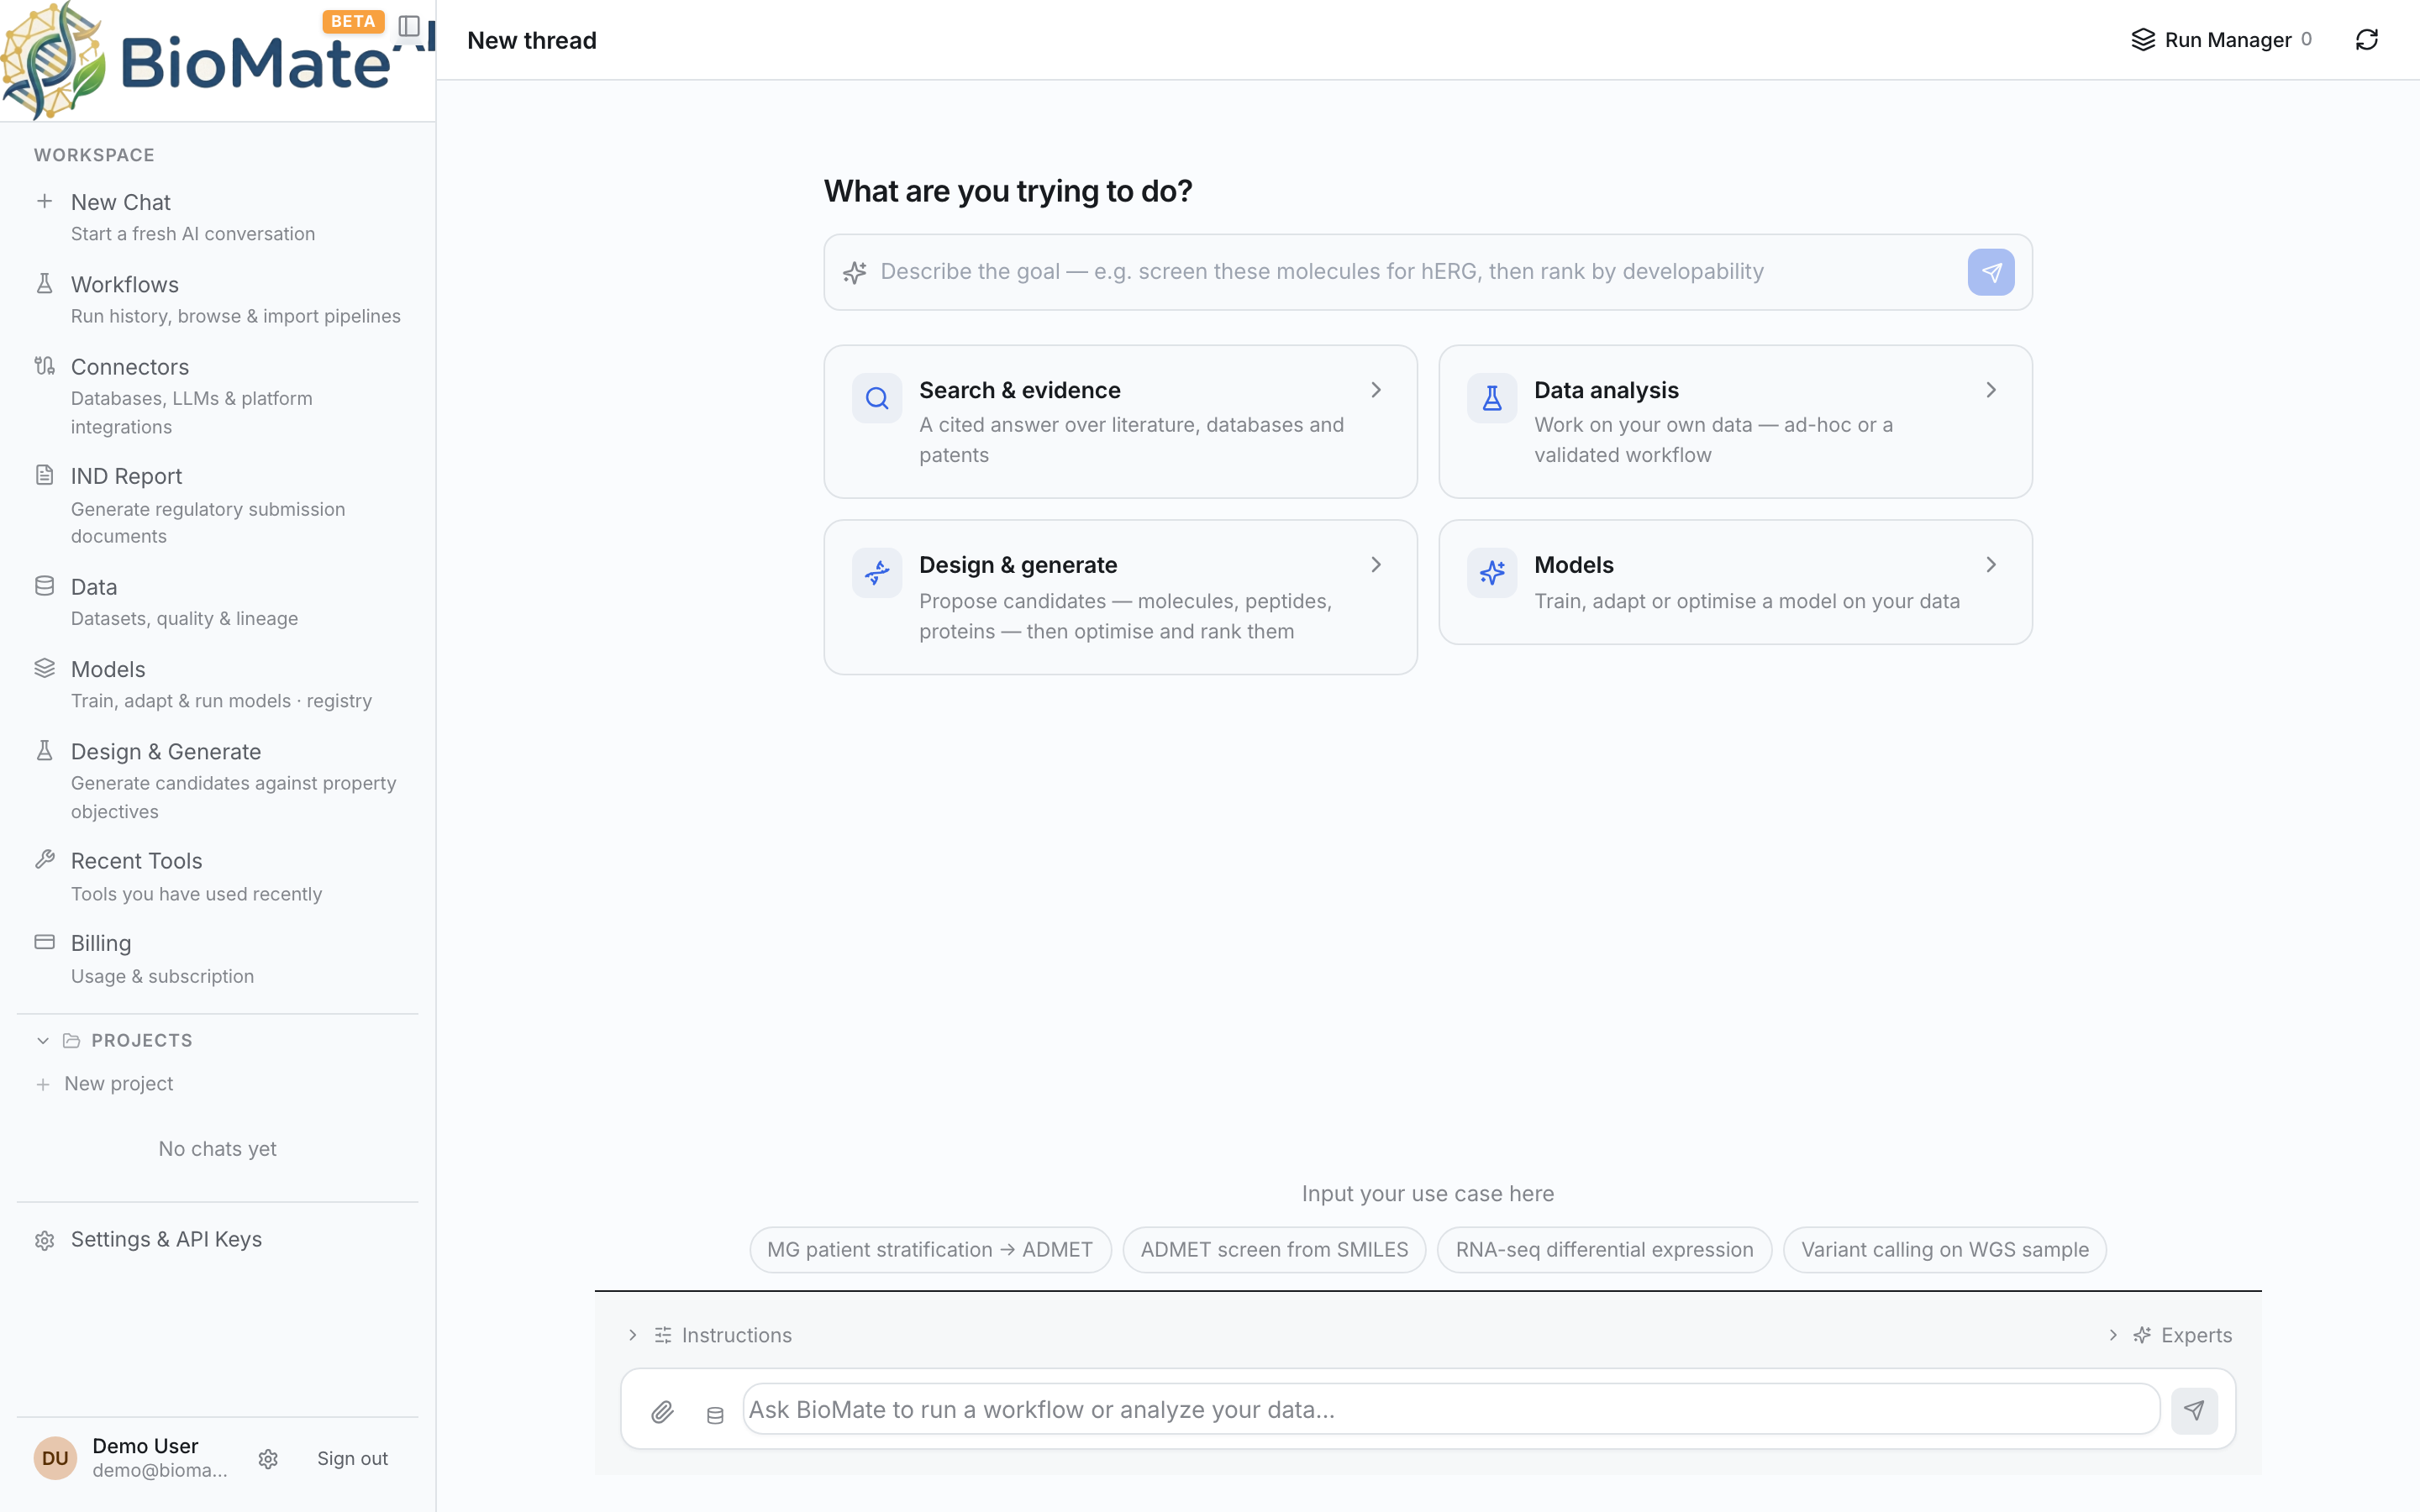 BioMate AI
BETA
WORKSPACE
New Chat
Start a fresh AI conversation
Workflows
Run history, browse & import pipelines
Connectors
Databases, LLMs & platform
integrations
IND Report
Generate regulatory submission
documents
Data
Datasets, quality & lineage
Models
Train, adapt & run models · registry
Design & Generate
Generate candidates against property
objectives
Recent Tools
Tools you have used recently
Billing
Usage & subscription
PROJECTS
New project
No chats yet
Settings & API Keys
DU
Demo User
demo@bioma...
Sign out
New thread
Run Manager 0
What are you trying to do?
Describe the goal — e.g. screen these molecules for hERG, then rank by developability
Search & evidence
A cited answer over literature, databases and
patents
Data analysis
Work on your own data — ad-hoc or a
validated workflow
Design & generate
Propose candidates — molecules, peptides,
proteins — then optimise and rank them
Models
Train, adapt or optimise a model on your data
Input your use case here
MG patient stratification → ADMET
ADMET screen from SMILES
RNA-seq differential expression
Variant calling on WGS sample
Instructions
Experts
Ask BioMate to run a workflow or analyze your data...